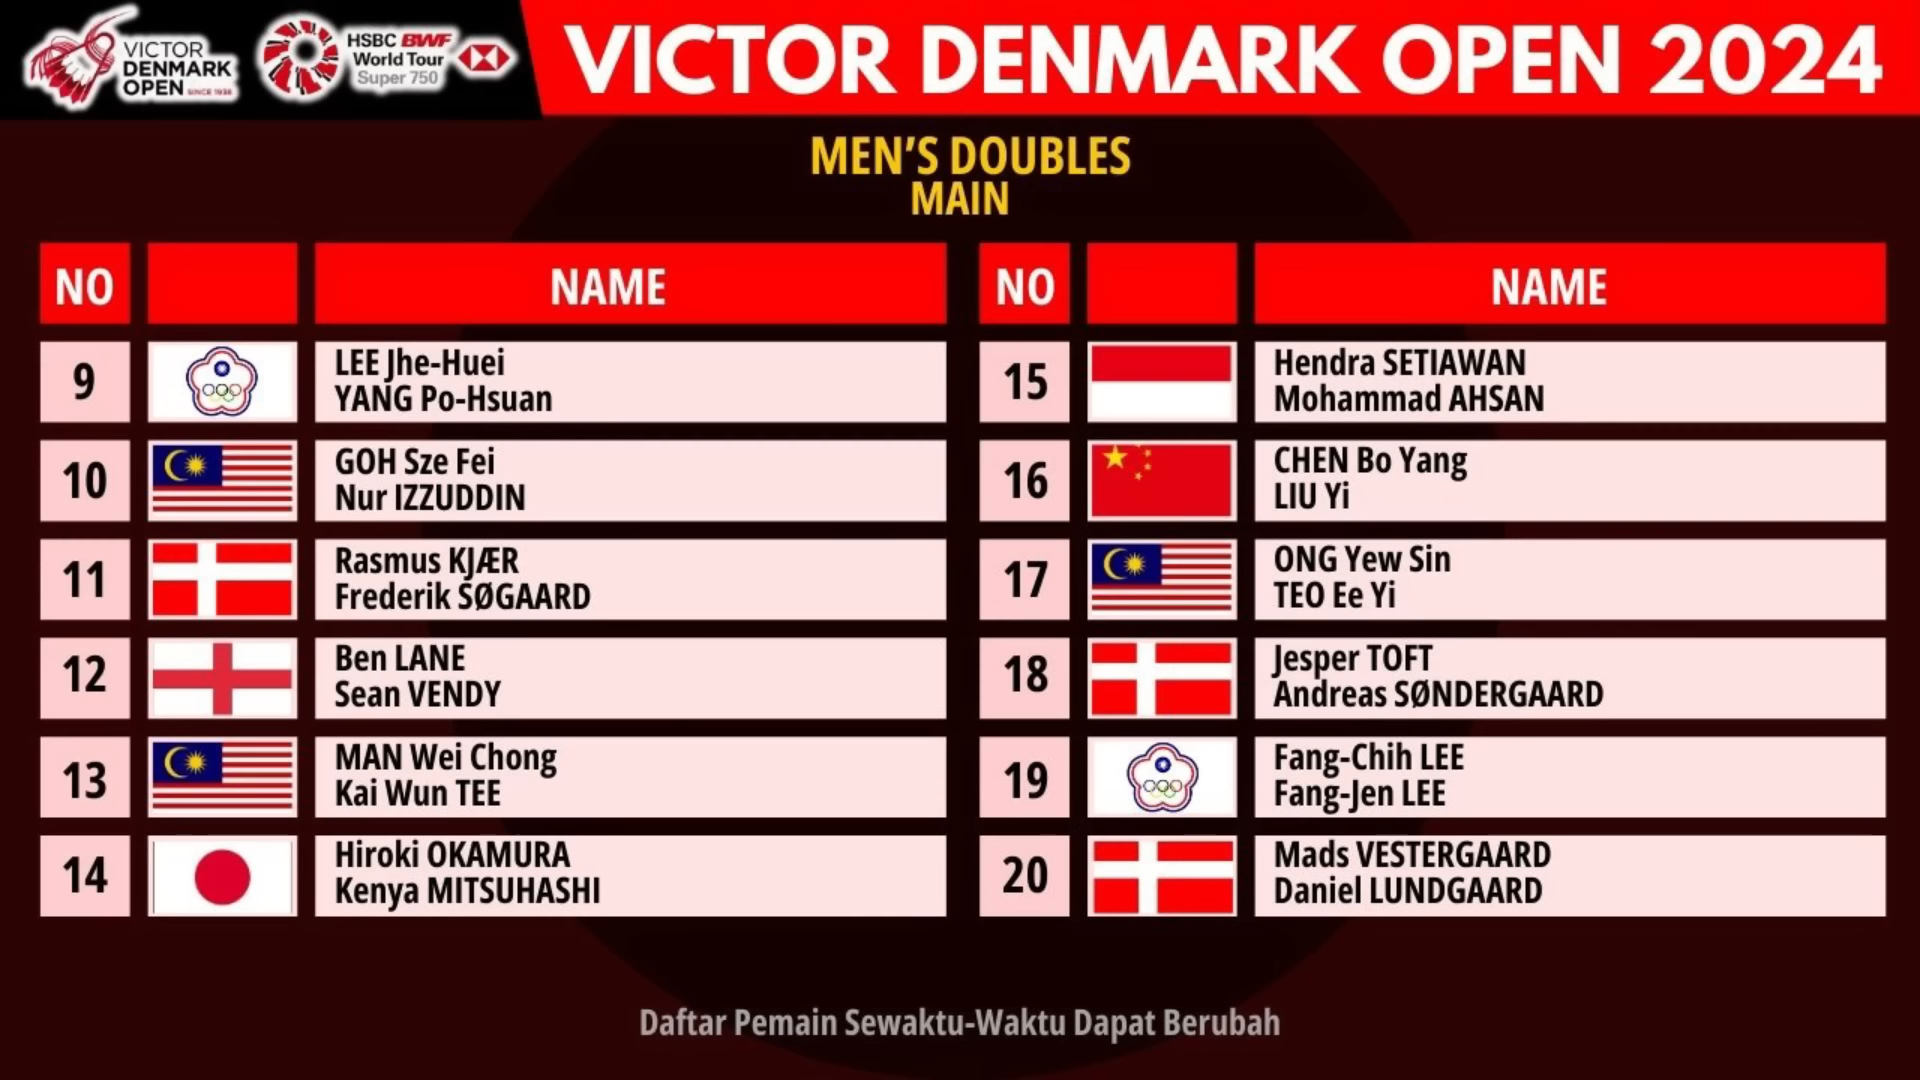 VICTOR
DENMARK
OPEN SINCE 1936
HSBC BWF
World Tour
Super 750
VICTOR DENMARK OPEN 2024
MEN'S DOUBLES
MAIN
NO
NAME
9
LEE Jhe-Huei
YANG Po-Hsuan
10
GOH Sze Fei
Nur IZZUDDIN
11
Rasmus KJÆR
Frederik SØGAARD
12
Ben LANE
Sean VENDY
13
MAN Wei Chong
Kai Wun TEE
14
Hiroki OKAMURA
Kenya MITSUHASHI
NO
NAME
15
Hendra SETIAWAN
Mohammad AHSAN
16
CHEN Bo Yang
LIU Yi
17
ONG Yew Sin
TEO Ee Yi
18
Jesper TOFT
Andreas SØNDERGAARD
19
Fang-Chih LEE
Fang-Jen LEE
20
Mads VESTERGAARD
Daniel LUNDGAARD
Daftar Pemain Sewaktu-Waktu Dapat Berubah